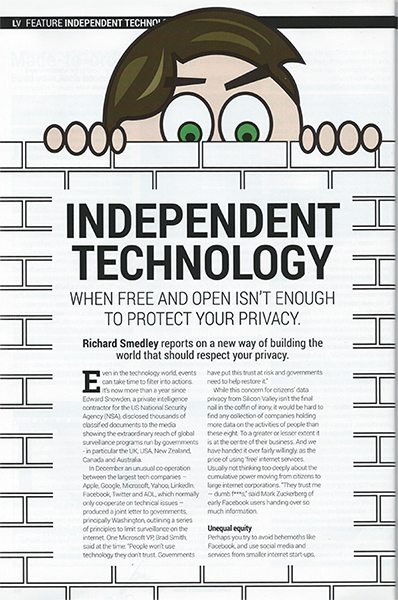 LV FEATURE INDEPENDENT TECHNOLO
INDEPENDENT
TECHNOLOGY
WHEN FREE AND OPEN ISN'T ENOUGH
TO PROTECT YOUR PRIVACY.
Richard Smedley reports on a new way of building the
world that should respect your privacy.
Even in the technology world, events
can take time to filter into actions.
It's now more than a year since
Edward Snowden, a private intelligence
contractor for the US National Security
Agency (NSA), disclosed thousands of
classified documents to the media
showing the extraordinary reach of global
surveillance programs run by governments
- in particular the UK, USA, New Zealand,
Canada and Australia.
In December an unusual co-operation
between the largest tech companies –
Apple, Google, Microsoft, Yahoo, LinkedIn,
Facebook, Twitter and AOL, which normally
only co-operate on technical issues –
produced a joint letter to governments,
principally Washington, outlining a series
of principles to limit surveillance on the
internet. One Microsoft VP, Brad Smith,
said at the time: "People won't use
technology they don't trust. Governments
have put this trust at risk and governments
need to help restore it."
While this concern for citizens' data
privacy from Silicon Valley isn't the final
nail in the coffin of irony, it would be hard to
find any collection of companies holding
more data on the activities of people than
these eight. To a greater or lesser extent it
is at the centre of their business. And we
have handed it over fairly willingly, as the
price of using 'free' internet services.
Usually not thinking too deeply about the
cumulative power moving from citizens to
large internet corporations. "They trust me
— dumb f***s," said Mark Zuckerberg of
early Facebook users handing over so
much information.
Unequal equity
Perhaps you try to avoid behemoths like
Facebook, and use social media and
services from smaller internet start-ups,